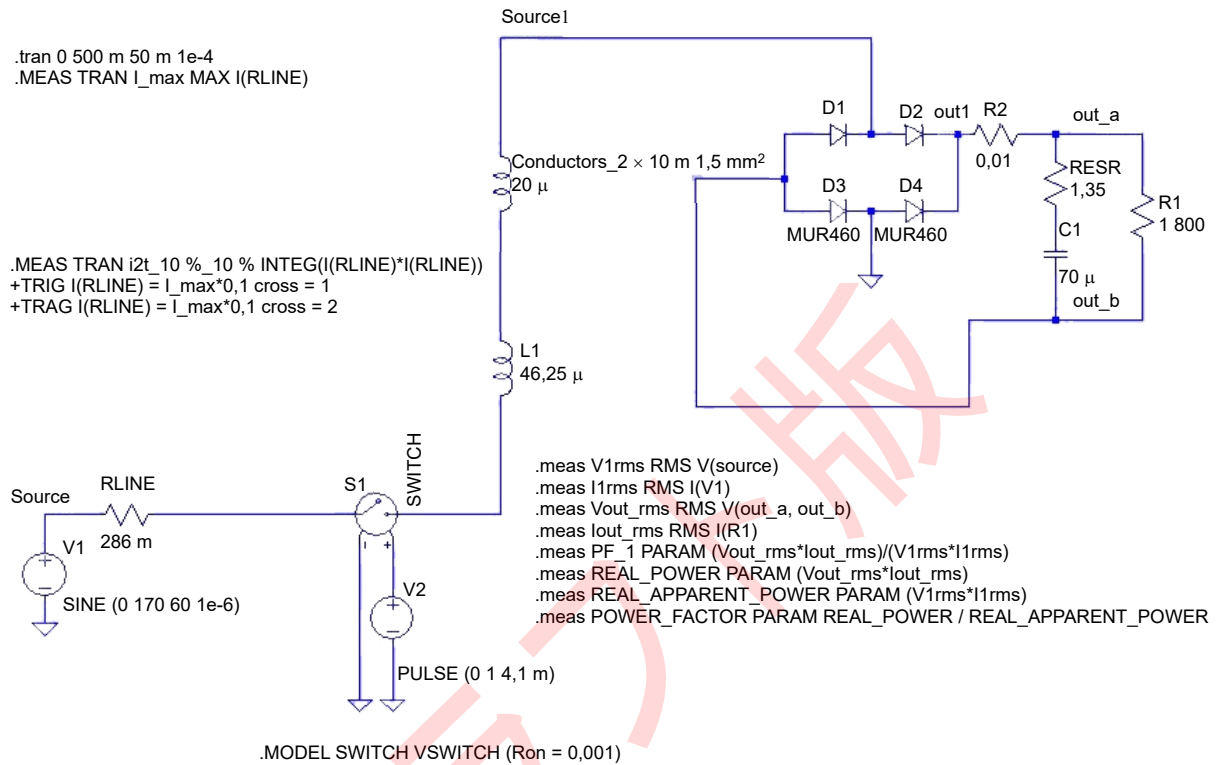 Source1
.tran 0 500 m 50 m 1e-4
.MEAS TRAN I_max MAX I(RLINE)
D1
D2
out1
R2
0,01
out_a
Conductors_2 × 10 m 1,5 mm²
20 μ
D3
D4
MUR460
MUR460
RESR
1,35
C1
70 μ
out_b
R1
1 800
.MEAS TRAN i2t_10 %_10 % INTEG(I(RLINE)*I(RLINE))
+TRIG I(RLINE) = I_max*0,1 cross = 1
+TRAG I(RLINE) = I_max*0,1 cross = 2
L1
46,25 μ
SWITCH
S1
Source
RLINE
286 m
V1
SINE (0 170 60 1e-6)
V2
PULSE (0 1 4,1 m)
.meas V1rms RMS V(source)
.meas I1rms RMS I(V1)
.meas Vout_rms RMS V(out_a, out_b)
.meas Iout_rms RMS I(R1)
.meas PF_1 PARAM (Vout_rms*Iout_rms)/(V1rms*I1rms)
.meas REAL_POWER PARAM (Vout_rms*Iout_rms)
.meas REAL_APPARENT_POWER PARAM (V1rms*I1rms)
.meas POWER_FACTOR PARAM REAL_POWER / REAL_APPARENT_POWER
.MODEL SWITCH VSWITCH (Ron = 0,001)